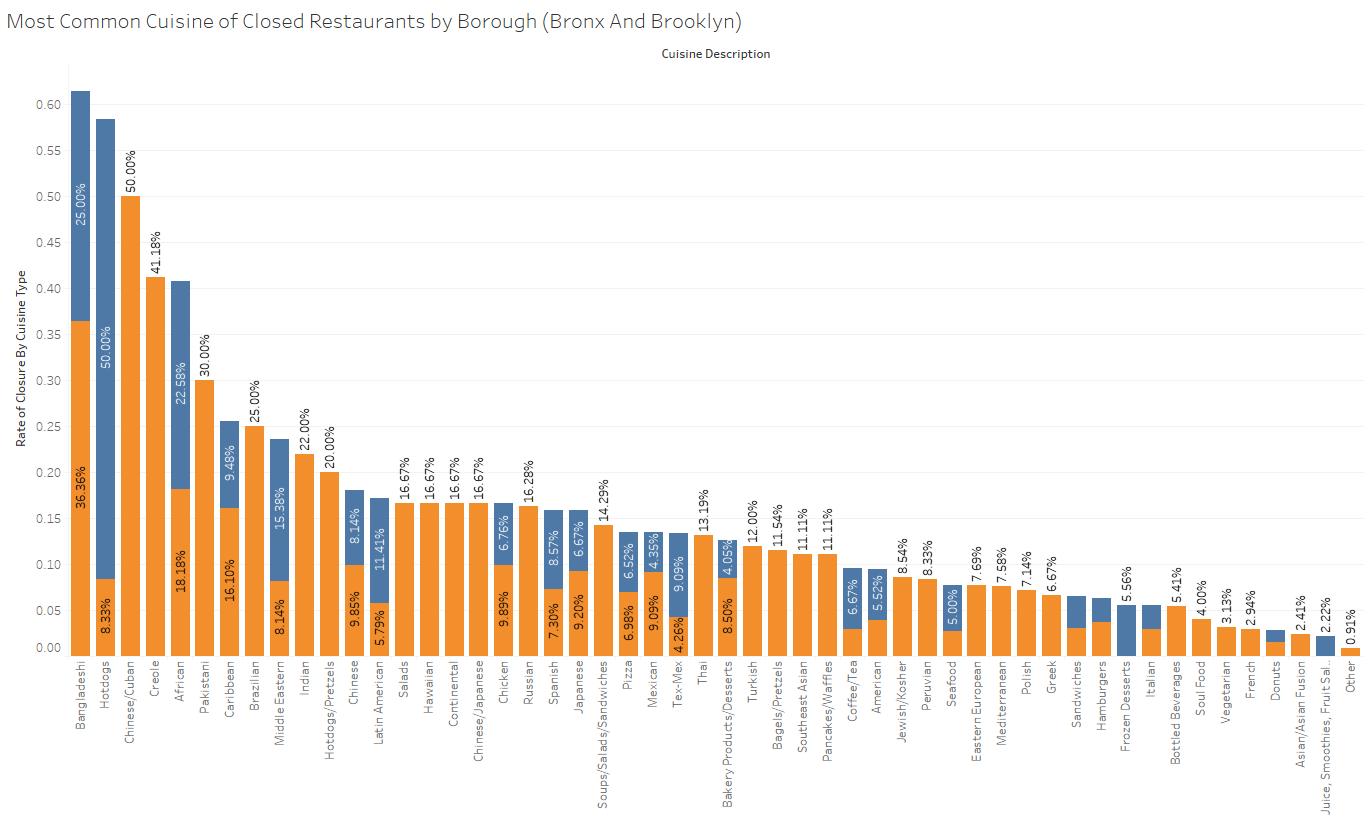 Most Common Cuisine of Closed Restaurants by Borough (Bronx And Brooklyn)
Cuisine Description
Rate of Closure By Cuisine Type
0.60
0.55
0.50
0.45
0.40
0.35
0.30
0.25
0.20
0.15
0.10
0.05
0.00
25.00%
36.36%
50.00%
8.33%
50.00%
41.18%
22.58%
18.18%
30.00%
9.48%
16.10%
25.00%
15.38%
8.14%
22.00%
20.00%
8.14%
9.85%
11.41%
5.79%
16.67%
16.67%
16.67%
16.67%
6.76%
9.89%
16.28%
8.57%
7.30%
6.67%
9.20%
14.29%
6.52%
6.98%
4.35%
9.09%
9.09%
4.26%
13.19%
4.05%
8.50%
12.00%
11.54%
11.11%
11.11%
6.67%
5.52%
8.54%
8.33%
5.00%
7.69%
7.58%
7.14%
6.67%
5.56%
5.41%
4.00%
3.13%
2.94%
2.41%
2.22%
0.91%
Bangladeshi
Hotdogs
Chinese/Cuban
Creole
African
Pakistani
Caribbean
Brazilian
Middle Eastern
Indian
Hotdogs/Pretzels
Chinese
Latin American
Salads
Hawaiian
Continental
Chinese/Japanese
Chicken
Russian
Spanish
Japanese
Soups/Salads/Sandwiches
Pizza
Mexican
Tex-Mex
Thai
Bakery Products/Desserts
Turkish
Bagels/Pretzels
Southeast Asian
Pancakes/Waffles
Coffee/Tea
American
Jewish/Kosher
Peruvian
Seafood
Eastern European
Mediterranean
Polish
Greek
Sandwiches
Hamburgers
Frozen Desserts
Italian
Bottled Beverages
Soul Food
Vegetarian
French
Donuts
Asian/Asian Fusion
Juice, Smoothies, Fruit Sal..
Other